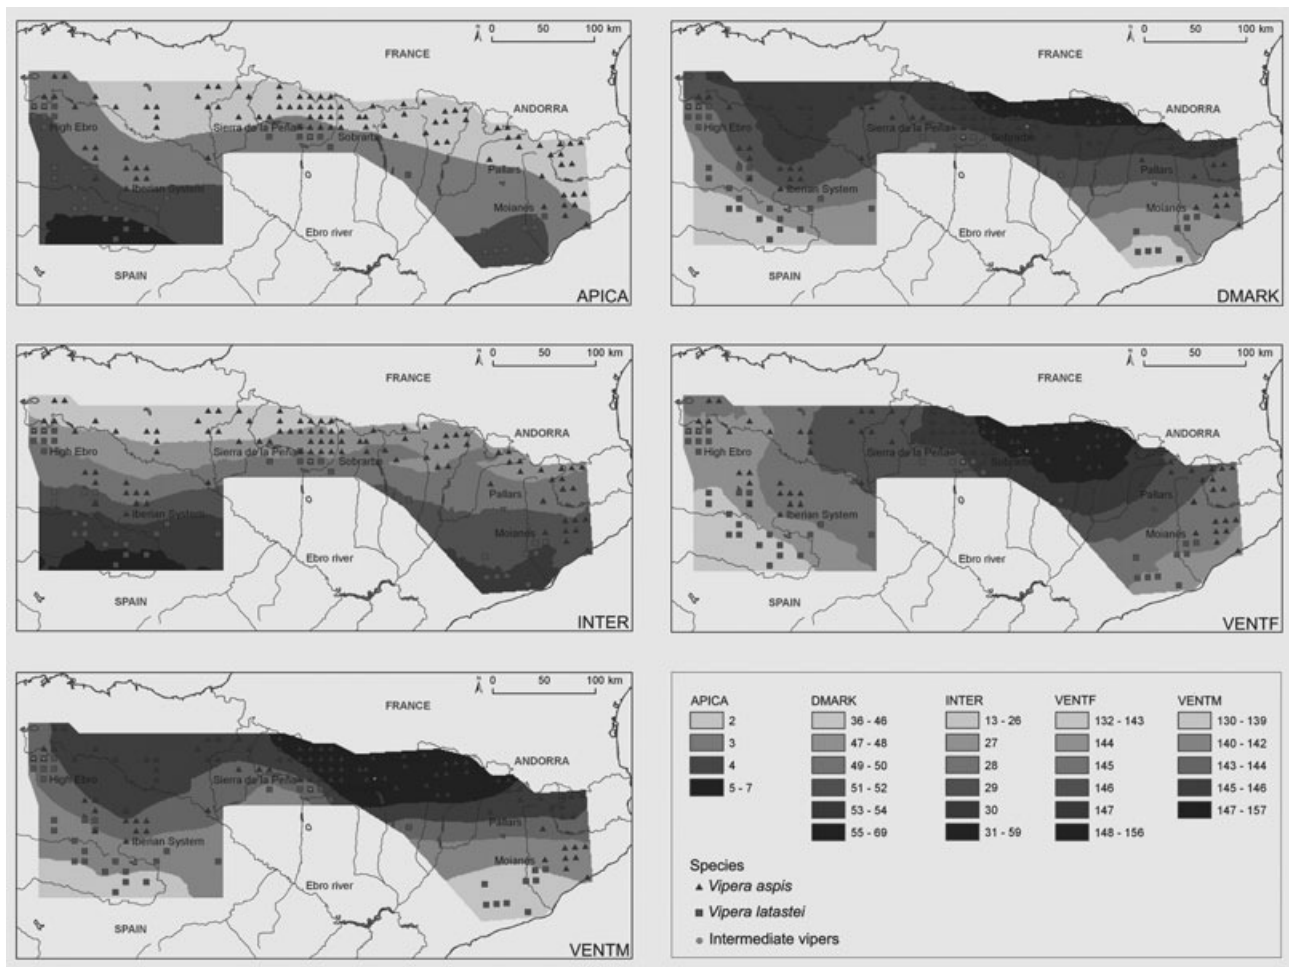 0 50 100 km
FRANCE
ANDORRA
High Ebro
Sierra de la Peña
Sobrarbe
Pallars
Iberian System
Moianès
Ebro river
SPAIN
APICA
0 50 100 km
FRANCE
ANDORRA
High Ebro
Sierra de la Peña
Sobrarbe
Pallars
Iberian System
Moianès
Ebro river
SPAIN
DMARK
0 50 100 km
FRANCE
ANDORRA
High Ebro
Sierra de la Peña
Sobrarbe
Pallars
Iberian System
Moianès
Ebro river
SPAIN
INTER
0 50 100 km
FRANCE
ANDORRA
High Ebro
Sierra de la Peña
Sobrarbe
Pallars
Iberian System
Moianès
Ebro river
SPAIN
VENTF
0 50 100 km
FRANCE
ANDORRA
High Ebro
Sierra de la Peña
Sobrarbe
Pallars
Iberian System
Moianès
Ebro river
SPAIN
VENTM
APICA DMARK INTER VENTF VENTM
2 36 - 46 13 - 26 132 - 143 130 - 139
3 47 - 48 27 144 140 - 142
4 49 - 50 28 145 143 - 144
5 - 7 51 - 52 29 146 145 - 146
53 - 54 30 147 147 - 157
55 - 69 31 - 59 148 - 156
Species
Vipera aspis
Vipera latastei
Intermediate vipers